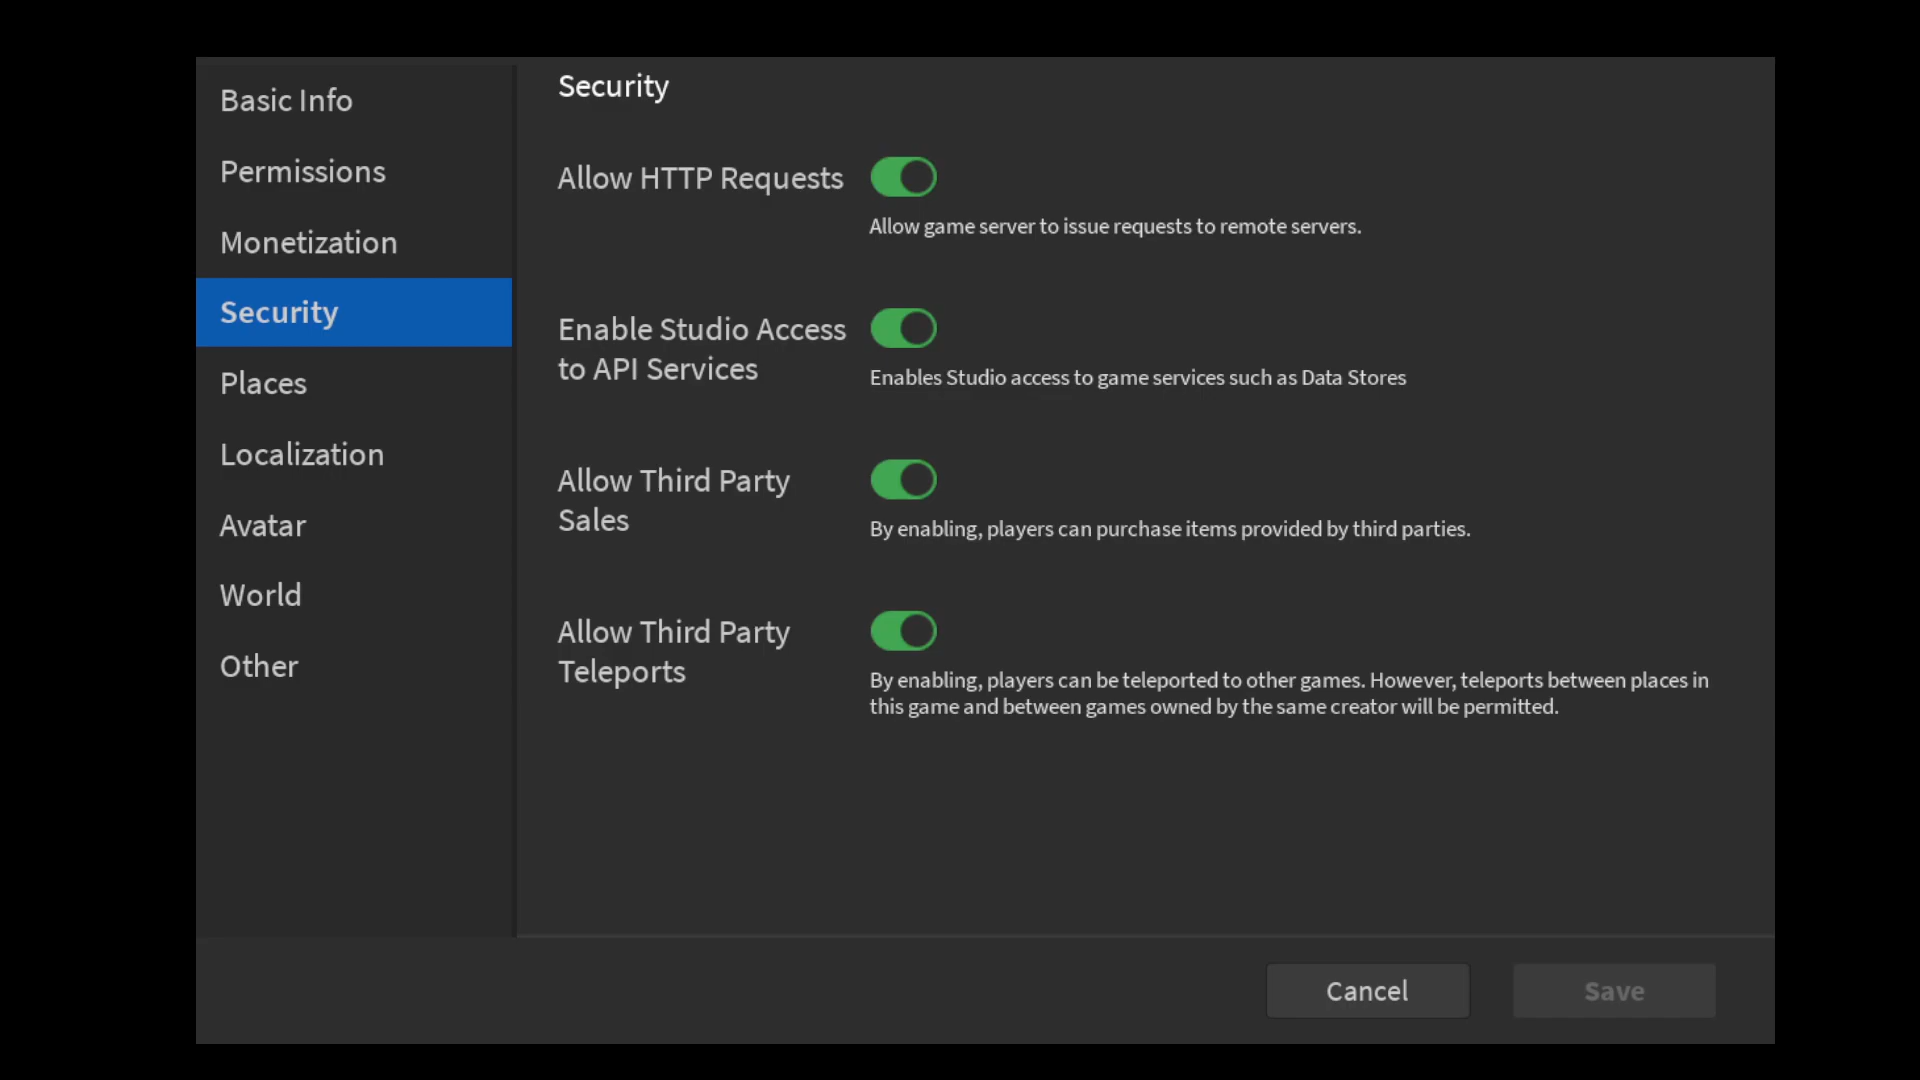 Basic Info
Permissions
Monetization
Security
Places
Localization
Avatar
World
Other
Security
Allow HTTP Requests
Allow game server to issue requests to remote servers.
Enable Studio Access
to API Services
Enables Studio access to game services such as Data Stores
Allow Third Party
Sales
By enabling, players can purchase items provided by third parties.
Allow Third Party
Teleports
By enabling, players can be teleported to other games. However, teleports between places in
this game and between games owned by the same creator will be permitted.
Cancel
Save